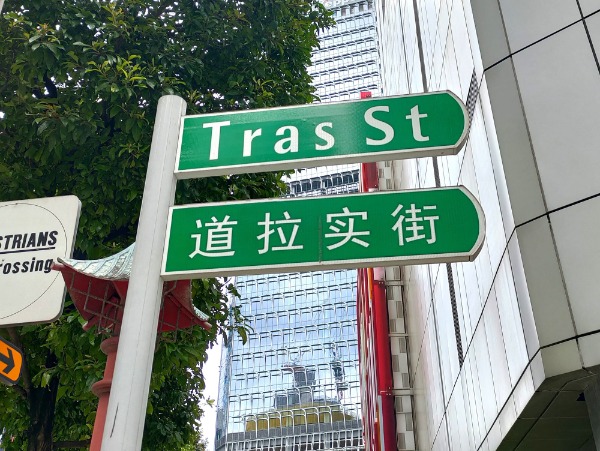 Tras St
道拉实街
STRIANS
rossing